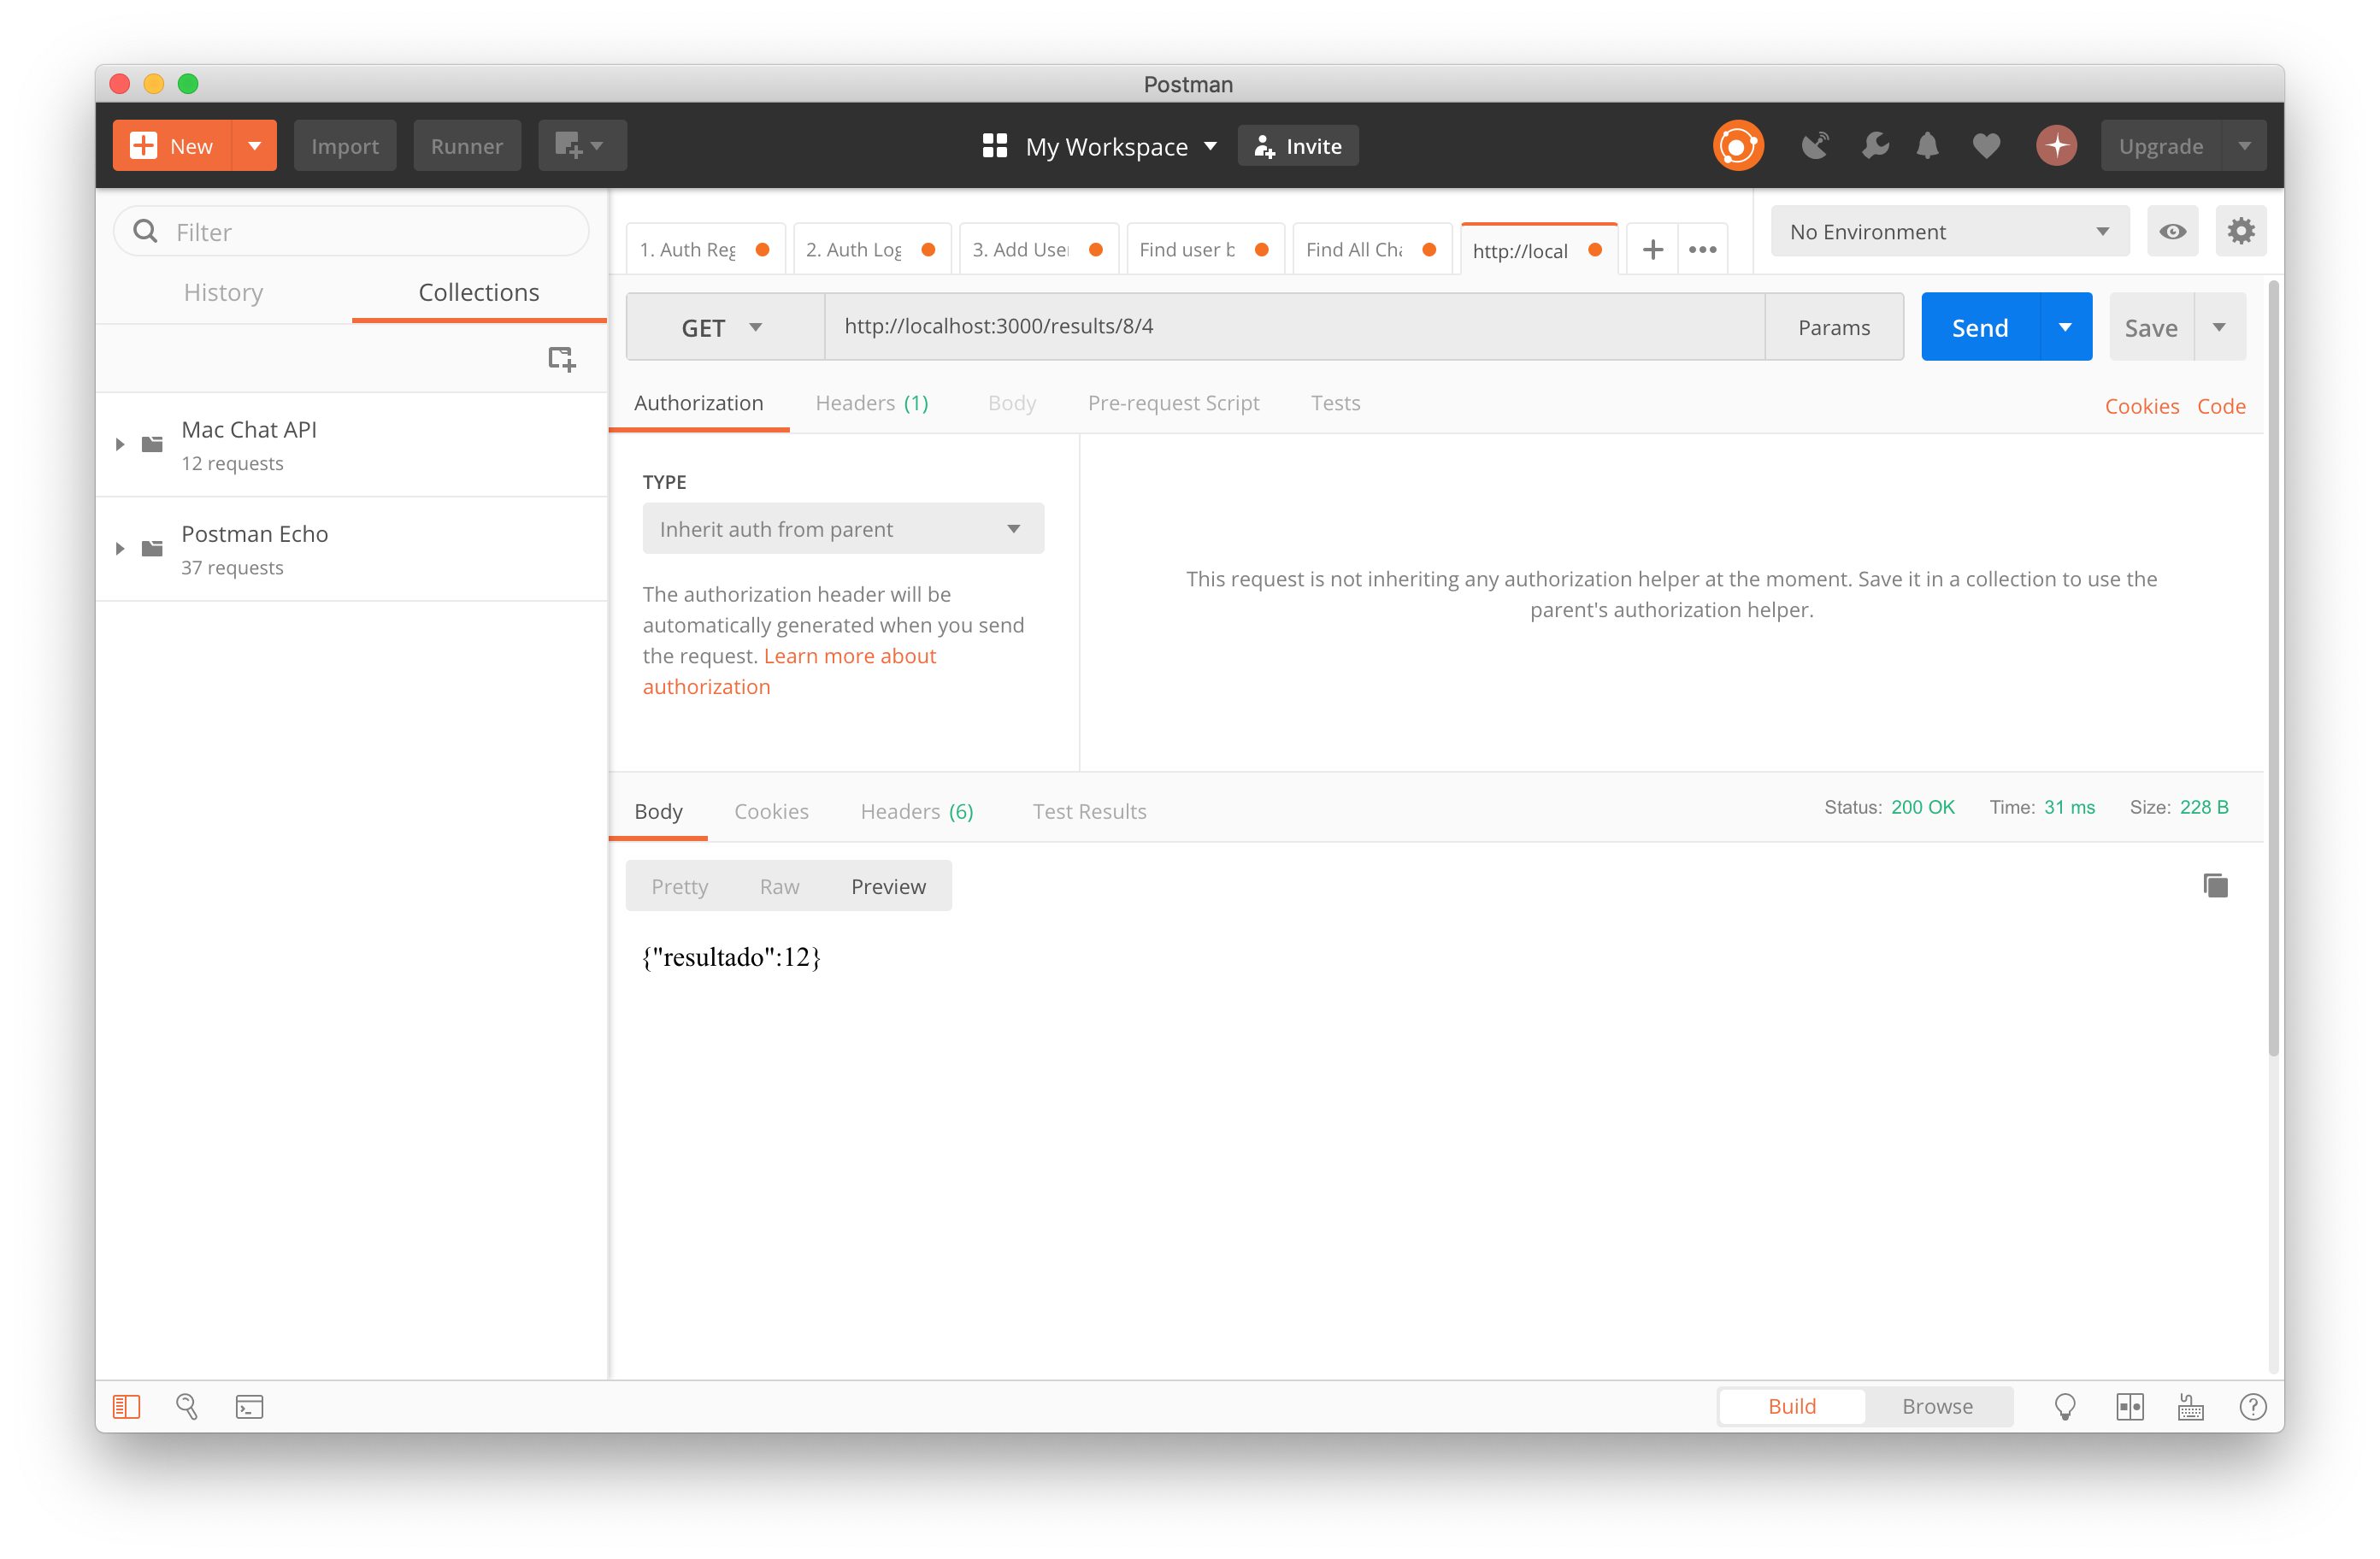 Postman
New
Import
Runner
My Workspace
Invite
Upgrade
Filter
History
Collections
Mac Chat API
12 requests
Postman Echo
37 requests
1. Auth Reg
2. Auth Log
3. Add User
Find user b
Find All Cha
http://local
No Environment
GET
http://localhost:3000/results/8/4
Params
Send
Save
Authorization
Headers (1)
Body
Pre-request Script
Tests
Cookies
Code
TYPE
Inherit auth from parent
The authorization header will be
automatically generated when you send
the request. Learn more about
authorization
This request is not inheriting any authorization helper at the moment. Save it in a collection to use the
parent's authorization helper.
Body
Cookies
Headers (6)
Test Results
Status: 200 OK
Time: 31 ms
Size: 228 B
Pretty
Raw
Preview
{"resultado":12}
Build
Browse